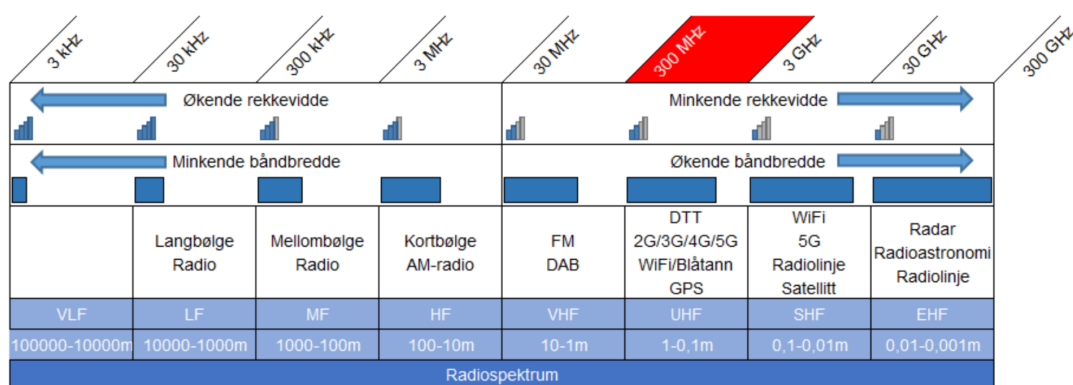 3 kHz
30 kHz
300 kHz
3 MHz
30 MHz
300 MHz
3 GHz
30 GHz
300 GHz
Økende rekkevidde
Minkende rekkevidde
Minkende båndbredde
Økende båndbredde
Langbølge
Radio
Mellombølge
Radio
Kortbølge
AM-radio
FM
DAB
DTT
2G/3G/4G/5G
WiFi/Blåtann
GPS
WiFi
5G
Radiolinje
Satellitt
Radar
Radioastronomi
Radiolinje
VLF
LF
MF
HF
VHF
UHF
SHF
EHF
100000-10000m
10000-1000m
1000-100m
100-10m
10-1m
1-0,1m
0,1-0,01m
0,01-0,001m
Radiospektrum